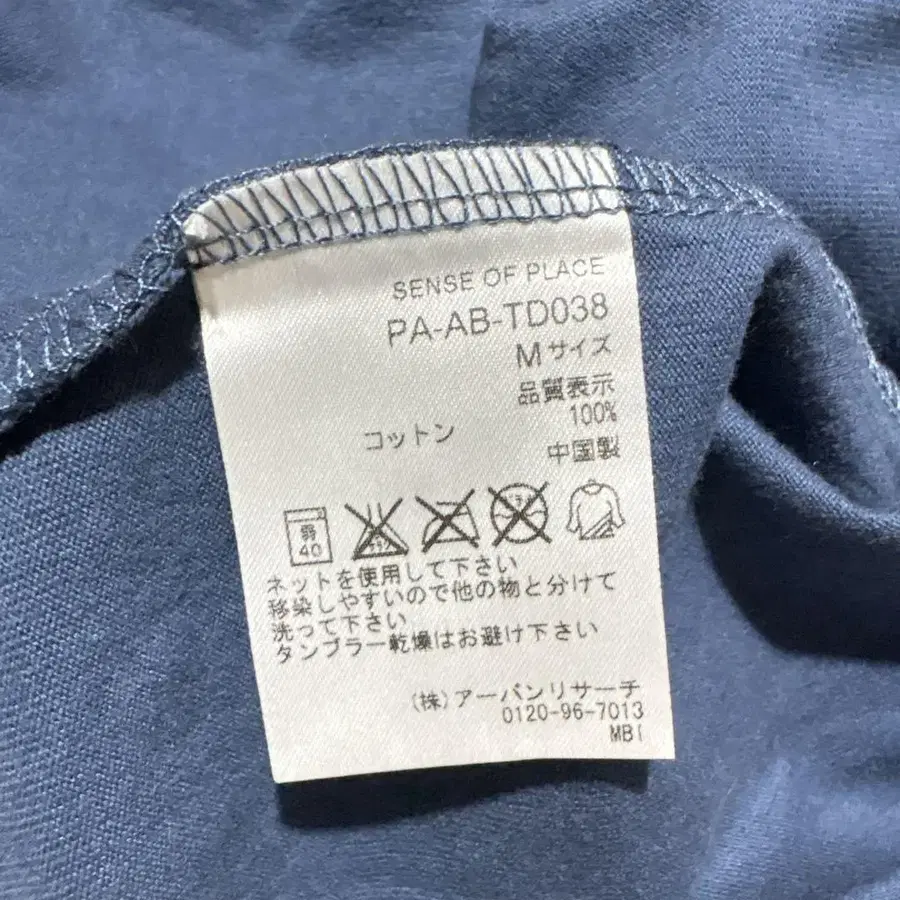 SENSE OF PLACE
PA-AB-TD038
M サイズ
品質表示
コットン 100%
中国製
弱
40
ネットを使用して下さい
移染しやすいので他の物と分けて
洗って下さい
タンブラー乾燥はお避け下さい
(株)アーバンリサーチ
0120-96-7013
MBI